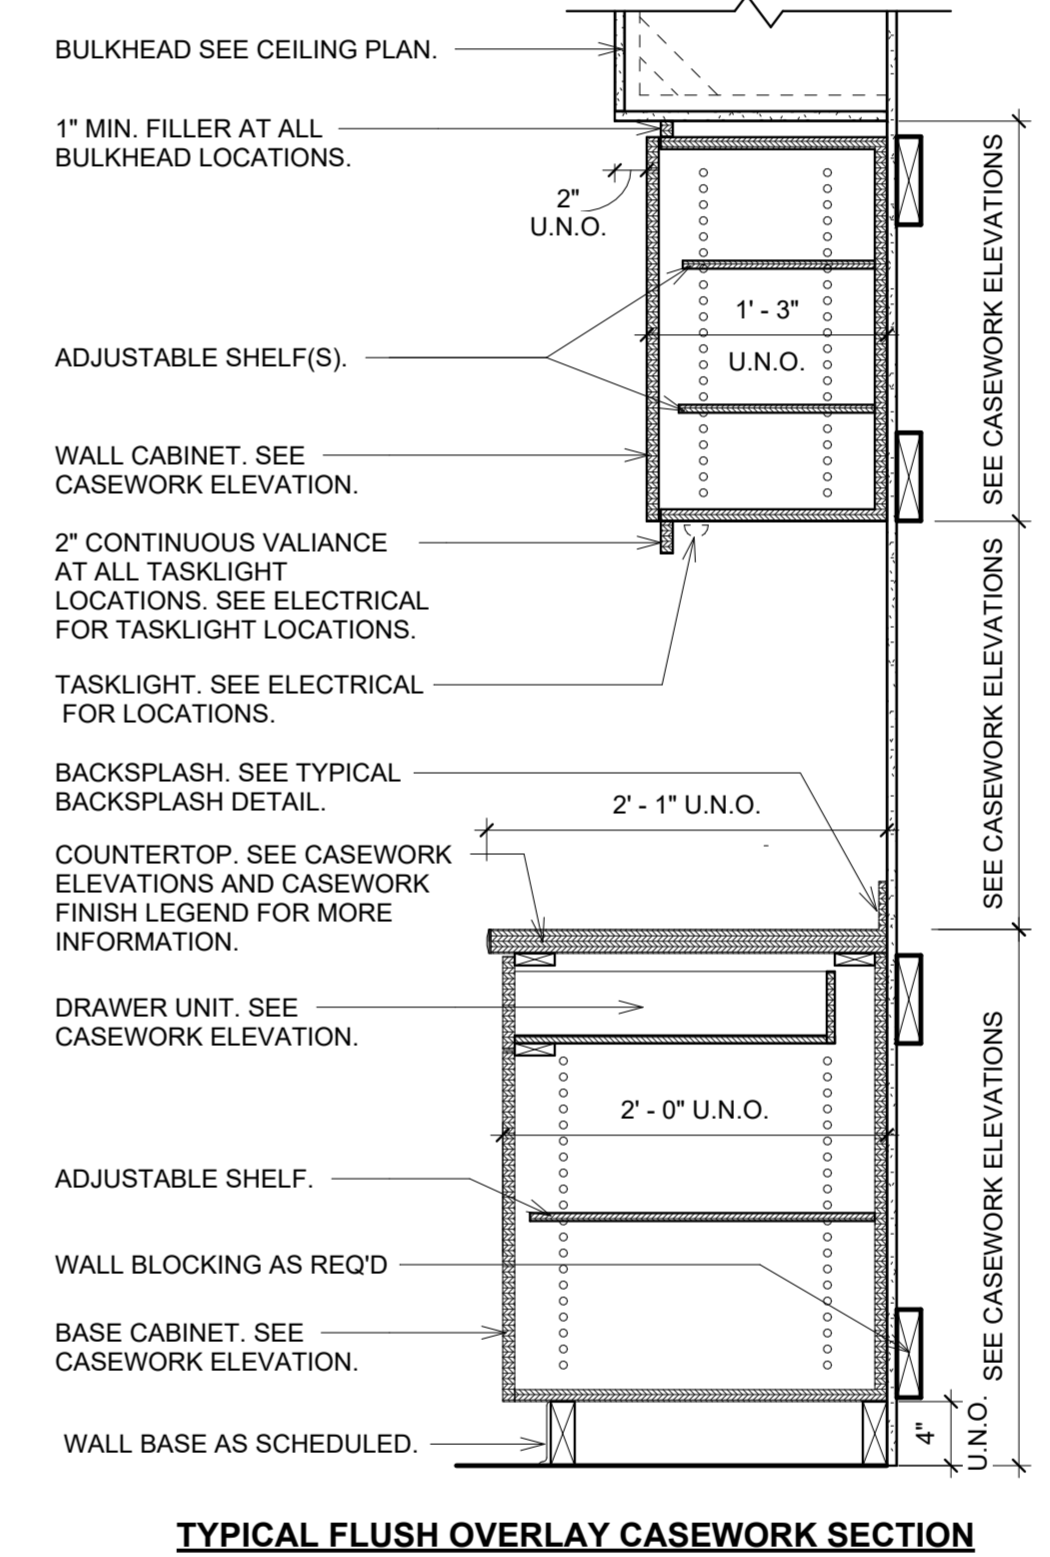 BULKHEAD SEE CEILING PLAN.
1" MIN. FILLER AT ALL
BULKHEAD LOCATIONS.
2"
U.N.O.
1' - 3"
U.N.O.
ADJUSTABLE SHELF(S).
WALL CABINET. SEE
CASEWORK ELEVATION.
2" CONTINUOUS VALIANCE
AT ALL TASKLIGHT
LOCATIONS. SEE ELECTRICAL
FOR TASKLIGHT LOCATIONS.
TASKLIGHT. SEE ELECTRICAL
FOR LOCATIONS.
BACKSPLASH. SEE TYPICAL
BACKSPLASH DETAIL.
2' - 1" U.N.O.
COUNTERTOP. SEE CASEWORK
ELEVATIONS AND CASEWORK
FINISH LEGEND FOR MORE
INFORMATION.
DRAWER UNIT. SEE
CASEWORK ELEVATION.
2' - 0" U.N.O.
ADJUSTABLE SHELF.
WALL BLOCKING AS REQ'D
BASE CABINET. SEE
CASEWORK ELEVATION.
WALL BASE AS SCHEDULED.
4"
U.N.O.
SEE CASEWORK ELEVATIONS
SEE CASEWORK ELEVATIONS
SEE CASEWORK ELEVATIONS
TYPICAL FLUSH OVERLAY CASEWORK SECTION